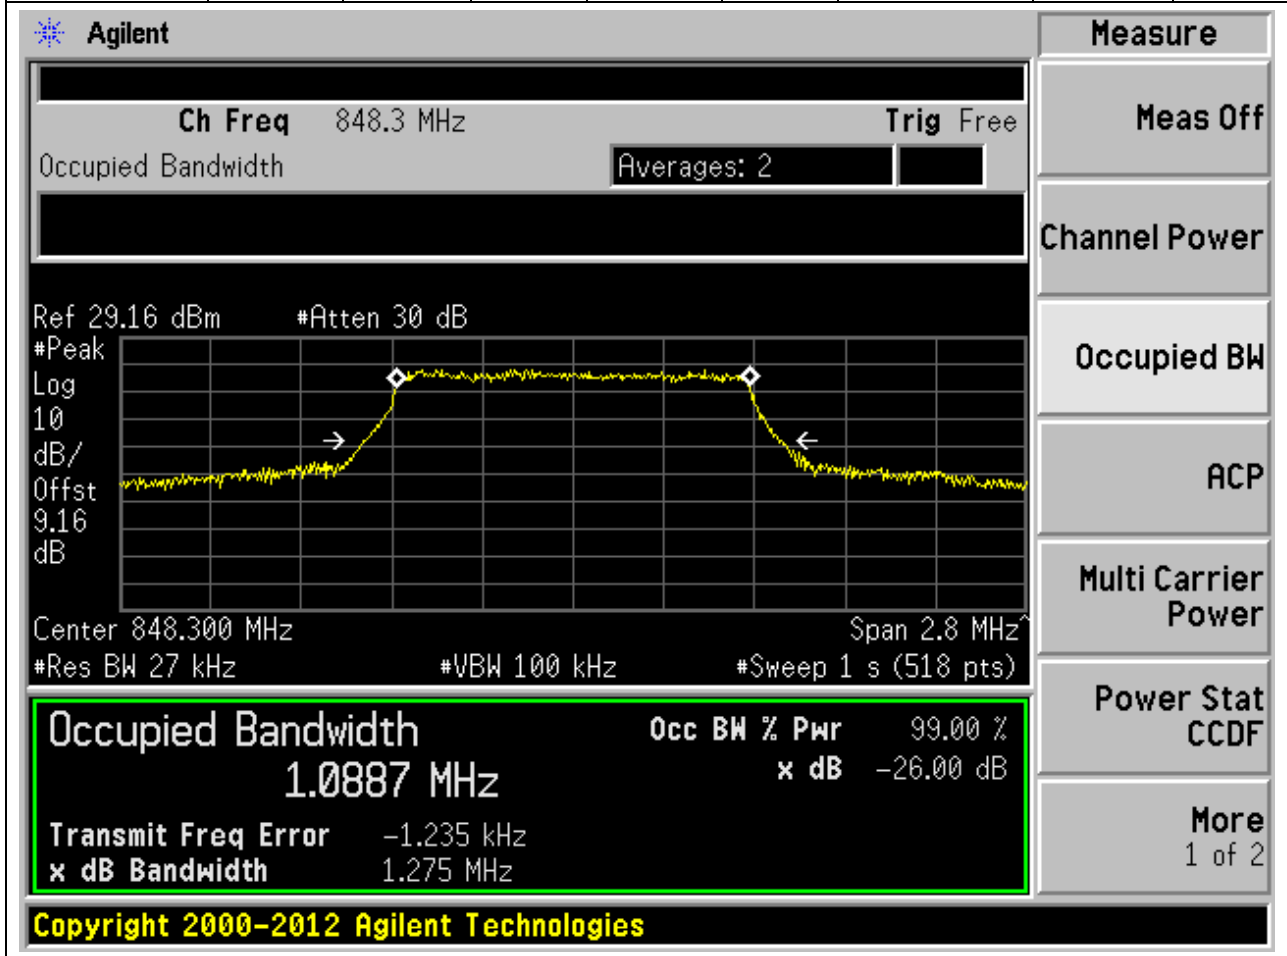 Agilent
Measure
Ch Freq 848.3 MHz Trig Free
Occupied Bandwidth Averages: 2
Meas Off
Channel Power
Occupied BW
ACP
Multi Carrier
Power
Power Stat
CCDF
More
1 of 2
Ref 29.16 dBm #Atten 30 dB
#Peak
Log
10
dB/
Offst
9.16
dB
Center 848.300 MHz Span 2.8 MHz^
#Res BW 27 kHz #VBW 100 kHz #Sweep 1 s (518 pts)
Occupied Bandwidth Occ BW % Pwr 99.00 %
1.0887 MHz x dB -26.00 dB
Transmit Freq Error -1.235 kHz
x dB Bandwidth 1.275 MHz
Copyright 2000-2012 Agilent Technologies